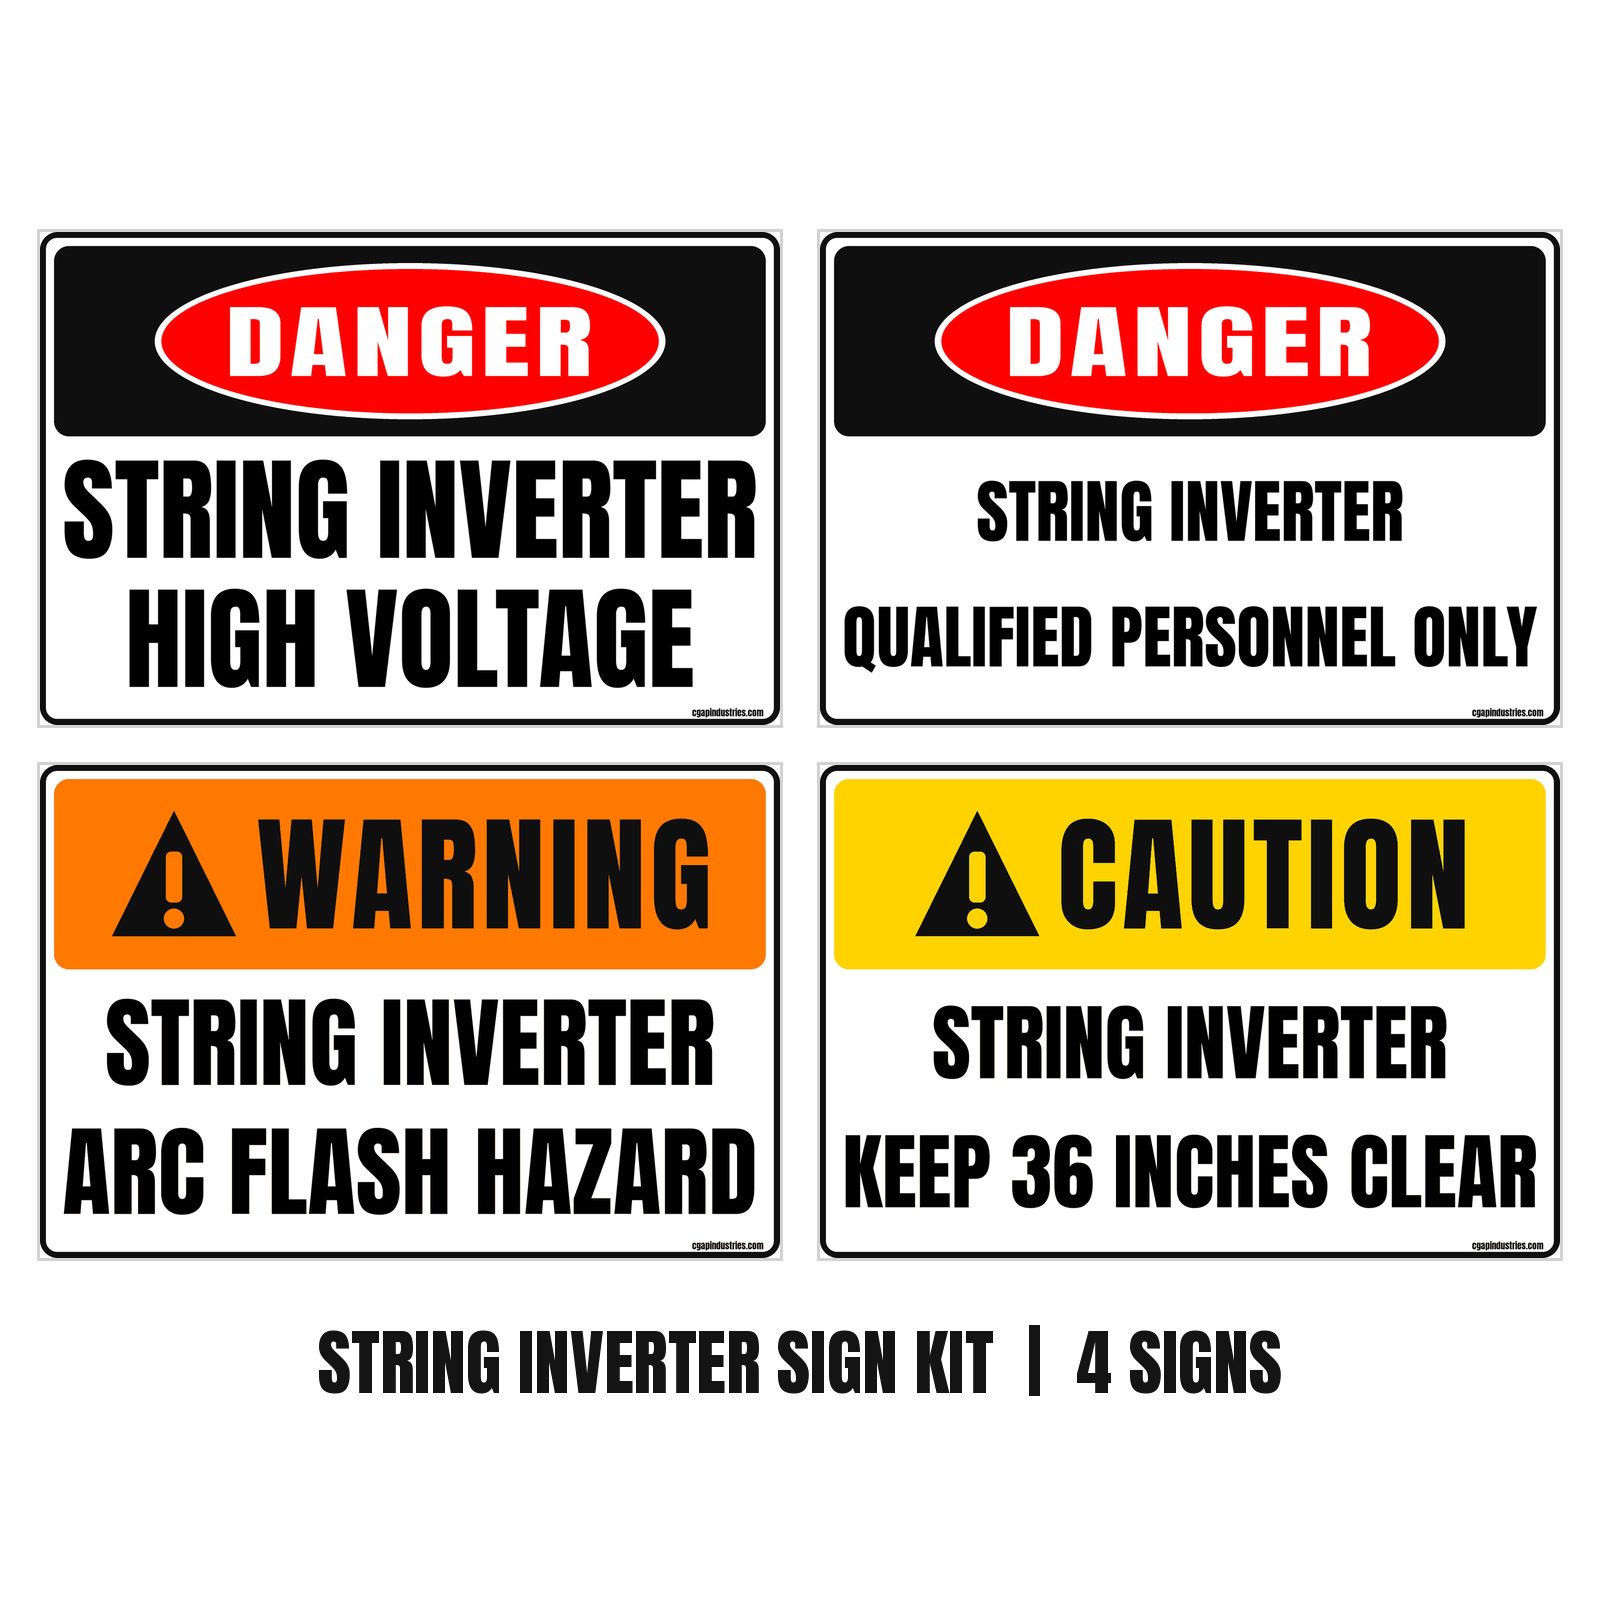 DANGER
STRING INVERTER
HIGH VOLTAGE
cgapindustries.com
DANGER
STRING INVERTER
QUALIFIED PERSONNEL ONLY
cgapindustries.com
WARNING
STRING INVERTER
ARC FLASH HAZARD
cgapindustries.com
CAUTION
STRING INVERTER
KEEP 36 INCHES CLEAR
cgapindustries.com
STRING INVERTER SIGN KIT | 4 SIGNS